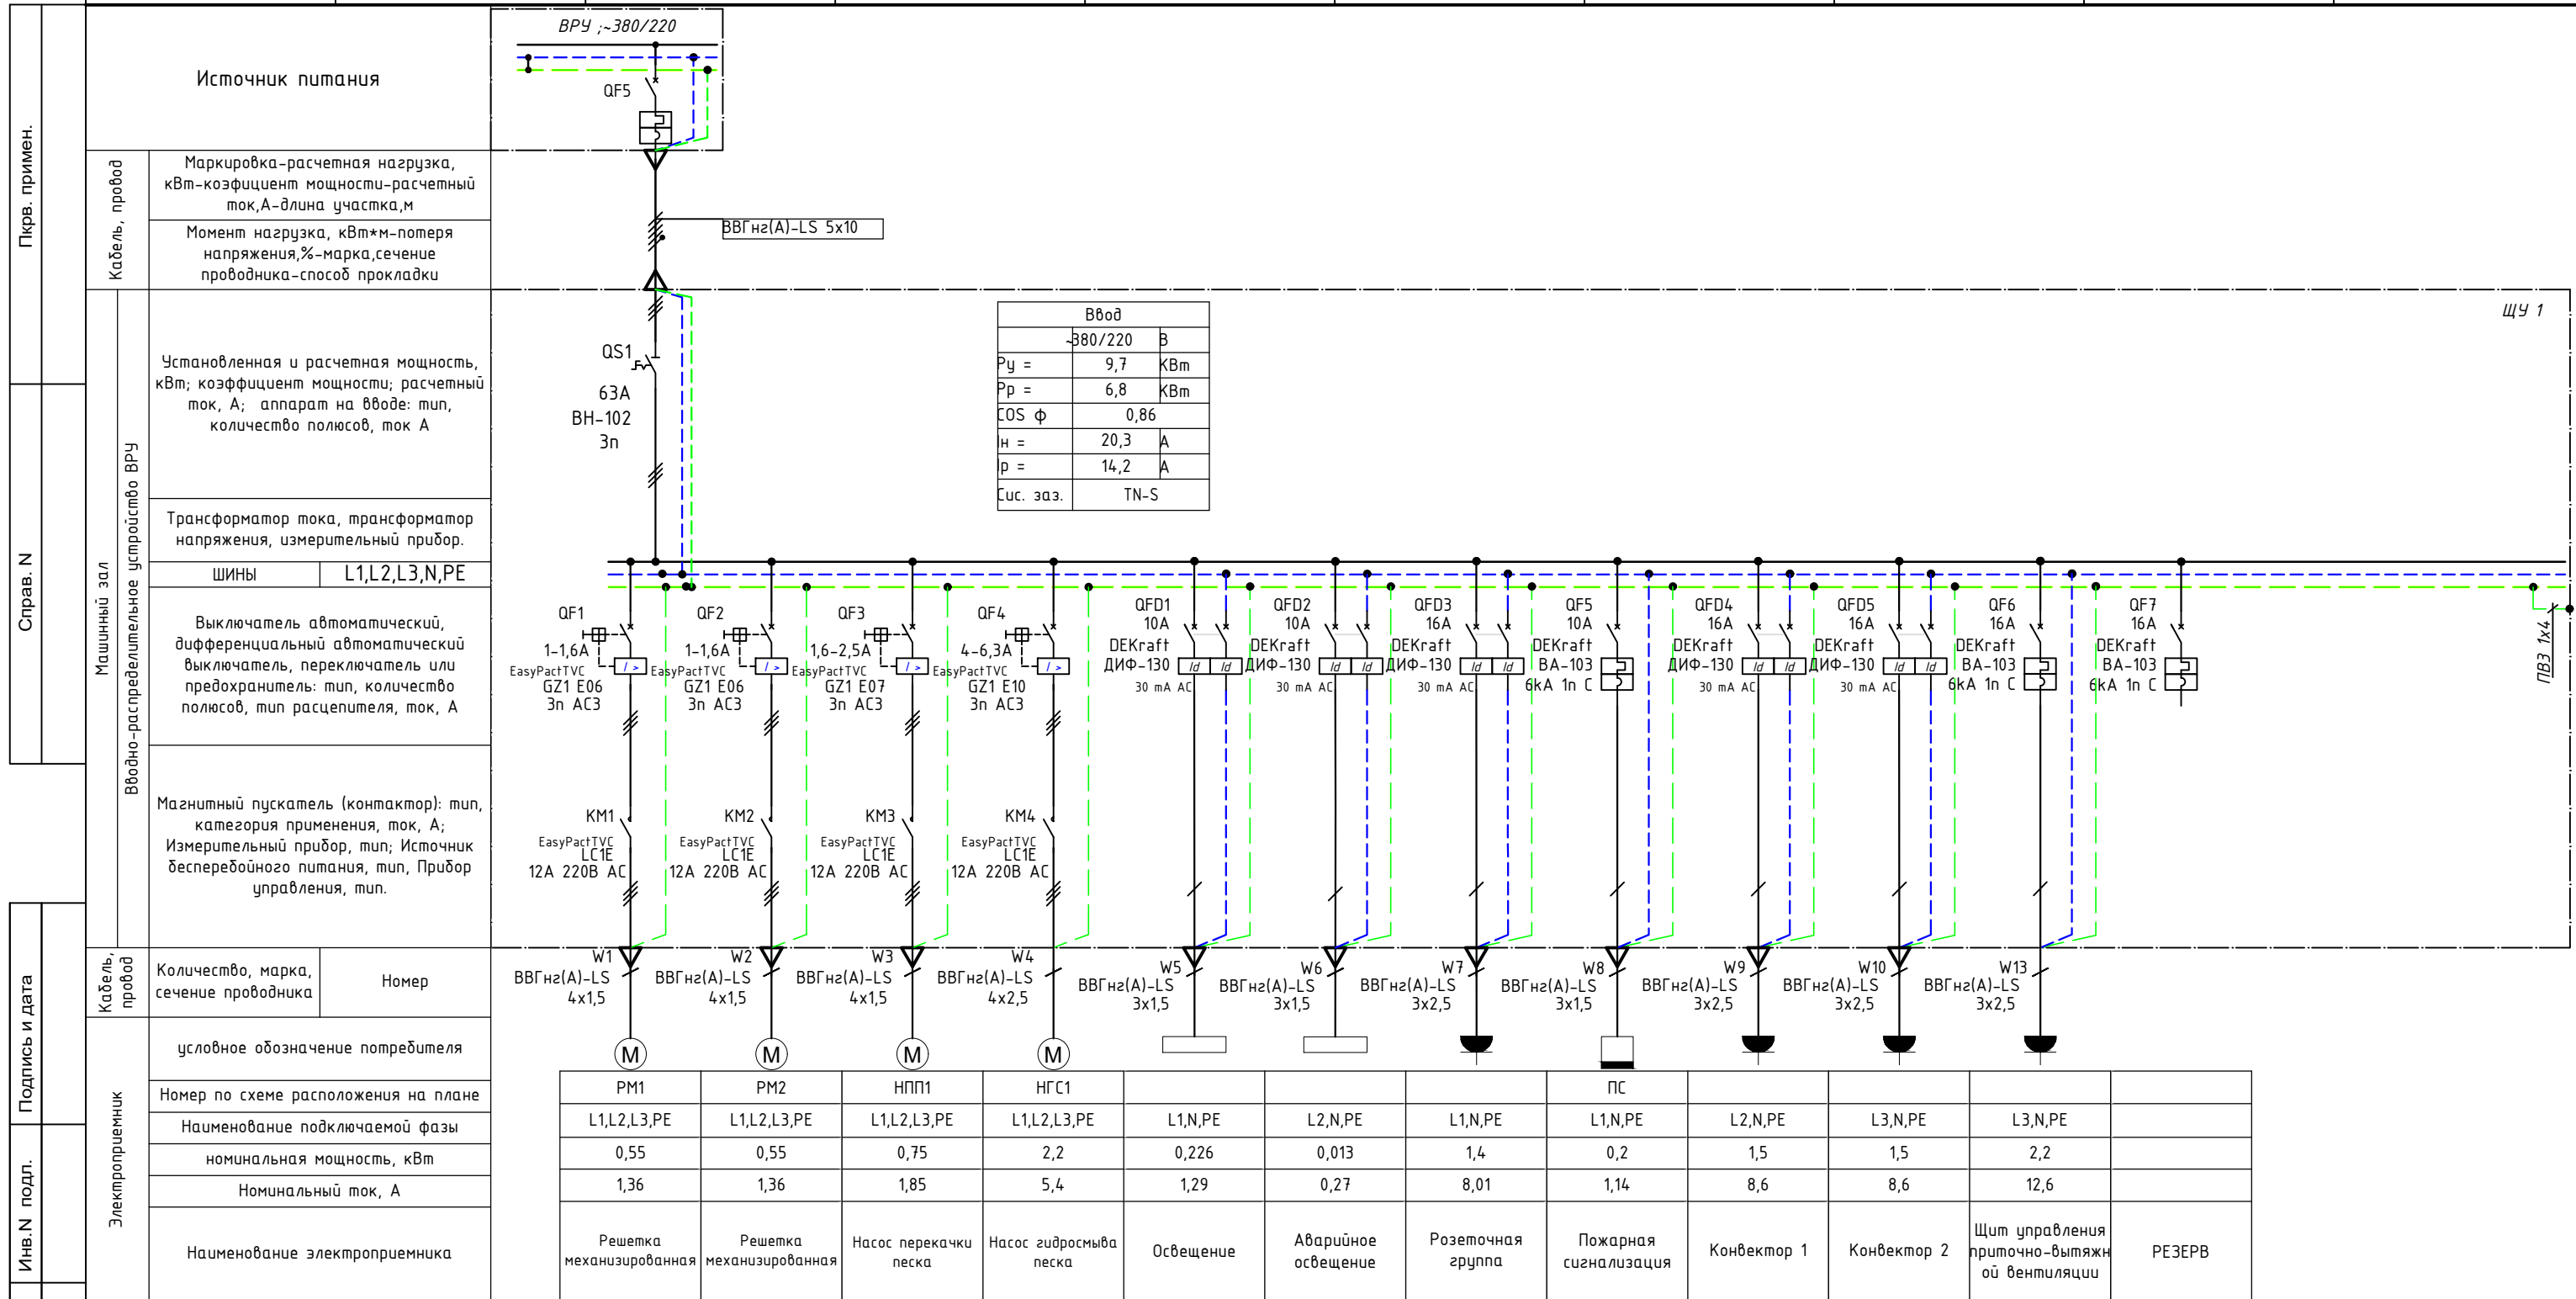 ВРУ ;~380/220
Источник питания
QF5
Пкрв. примен.
Справ. N
Подпись и дата
Инв.N подл.
Кабель, провод
Маркировка-расчетная нагрузка,
кВт-коэфициент мощности-расчетный
ток,А-длина участка,м
Момент нагрузка, кВт*м-потеря
напряжения,%-марка,сечение
проводника-способ прокладки
ВВГнг(А)-LS 5х10
Машинный зал
Вводно-распределительное устройство ВРУ
Установленная и расчетная мощность,
кВт; коэффициент мощности; расчетный
ток, А; аппарат на вводе: тип,
количество полюсов, ток А
QS1
63А
ВН-102
3п
Ввод
~380/220 В
Ру = 9,7 КВт
Рр = 6,8 КВт
COS ф 0,86
Iн = 20,3 А
Iр = 14,2 А
Сис. заз. TN-S
ЩУ 1
Трансформатор тока, трансформатор
напряжения, измерительный прибор.
ШИНЫ L1,L2,L3,N,PE
Выключатель автоматический,
дифференциальный автоматический
выключатель, переключатель или
предохранитель: тип, количество
полюсов, тип расцепителя, ток, А
QF1
1-1,6А
I >
EasyPactTVC
GZ1 E06
3п АС3
QF2
1-1,6А
I >
EasyPactTVC
GZ1 E06
3п АС3
QF3
1,6-2,5А
I >
EasyPactTVC
GZ1 E07
3п АС3
QF4
4-6,3А
I >
EasyPactTVC
GZ1 E10
3п АС3
QFD1
10А
DEKraft
ДИФ-130
Id Id
30 mA AC
QFD2
10А
DEKraft
ДИФ-130
Id Id
30 mA AC
QFD3
16А
DEKraft
ДИФ-130
Id Id
30 mA AC
QF5
10А
DEKraft
ВА-103
6kA 1п C
QFD4
16А
DEKraft
ДИФ-130
Id Id
30 mA AC
QFD5
16А
DEKraft
ДИФ-130
Id Id
30 mA AC
QF6
16А
DEKraft
ВА-103
6kA 1п C
QF7
16А
DEKraft
ВА-103
6kA 1п C
ПВ3 1х4
Магнитный пускатель (контактор): тип,
категория применения, ток, А;
Измерительный прибор, тип; Источник
бесперебойного питания, тип, Прибор
управления, тип.
KM1
EasyPactTVC
LC1E
12А 220В АС
KM2
EasyPactTVC
LC1E
12А 220В АС
KM3
EasyPactTVC
LC1E
12А 220В АС
KM4
EasyPactTVC
LC1E
12А 220В АС
Кабель,
провод
Количество, марка,
сечение проводника
Номер
W1
ВВГнг(А)-LS
4х1,5
W2
ВВГнг(А)-LS
4х1,5
W3
ВВГнг(А)-LS
4х1,5
W4
ВВГнг(А)-LS
4х2,5
W5
ВВГнг(А)-LS
3х1,5
W6
ВВГнг(А)-LS
3х1,5
W7
ВВГнг(А)-LS
3х2,5
W8
ВВГнг(А)-LS
3х1,5
W9
ВВГнг(А)-LS
3х2,5
W10
ВВГнг(А)-LS
3х2,5
W13
ВВГнг(А)-LS
3х2,5
Электроприемник
условное обозначение потребителя
М М М М
Номер по схеме расположения на плане
РМ1 РМ2 НПП1 НГС1 ПС
Наименование подключаемой фазы
L1,L2,L3,PE L1,L2,L3,PE L1,L2,L3,PE L1,L2,L3,PE L1,N,PE L2,N,PE L1,N,PE L1,N,PE L2,N,PE L3,N,PE L3,N,PE
номинальная мощность, кВт
0,55 0,55 0,75 2,2 0,226 0,013 1,4 0,2 1,5 1,5 2,2
Номинальный ток, А
1,36 1,36 1,85 5,4 1,29 0,27 8,01 1,14 8,6 8,6 12,6
Наименование электроприемника
Решетка
механизированная
Решетка
механизированная
Насос перекачки
песка
Насос гидросмыва
песка
Освещение
Аварийное
освещение
Розеточная
группа
Пожарная
сигнализация
Конвектор 1
Конвектор 2
Щит управления
приточно-вытяжн
ой вентиляции
РЕЗЕРВ